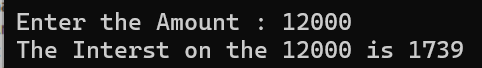 Enter the Amount : 12000
The Interst on the 12000 is 1739